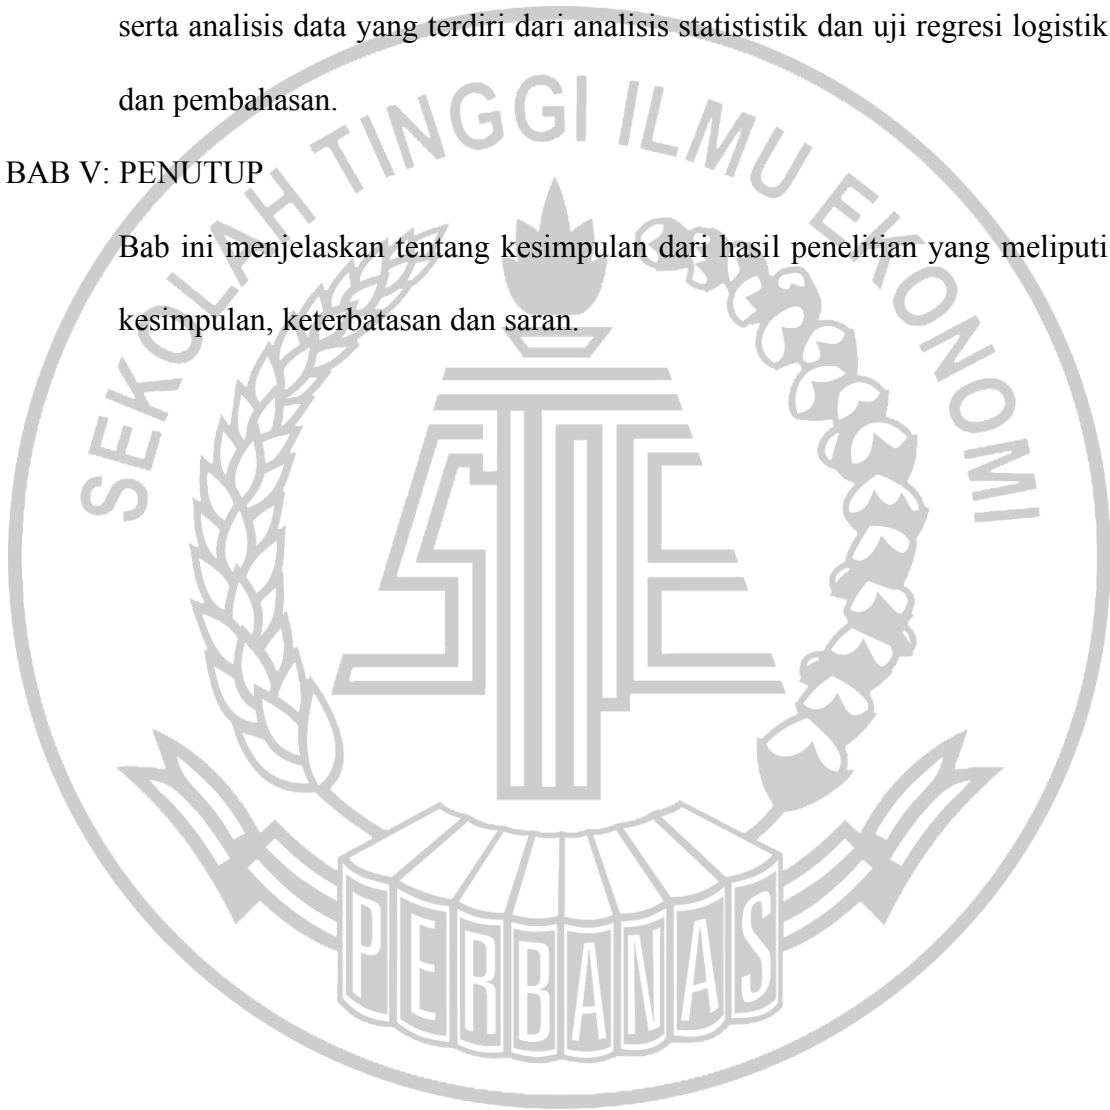 serta analisis data yang terdiri dari analisis statististik dan uji regresi logistik
dan pembahasan.
BAB V: PENUTUP
Bab ini menjelaskan tentang kesimpulan dari hasil penelitian yang meliputi
kesimpulan, keterbatasan dan saran.
SEKOLAH TINGGI ILMU EKONOMI
STIE
PERBANAS